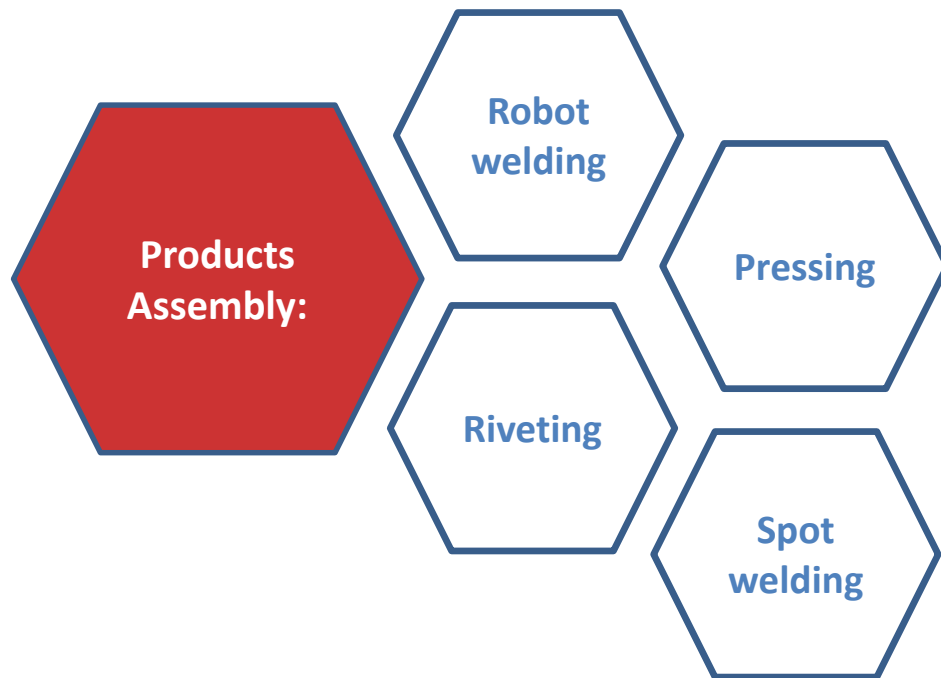 Products
Assembly:
Robot
welding
Pressing
Riveting
Spot
welding